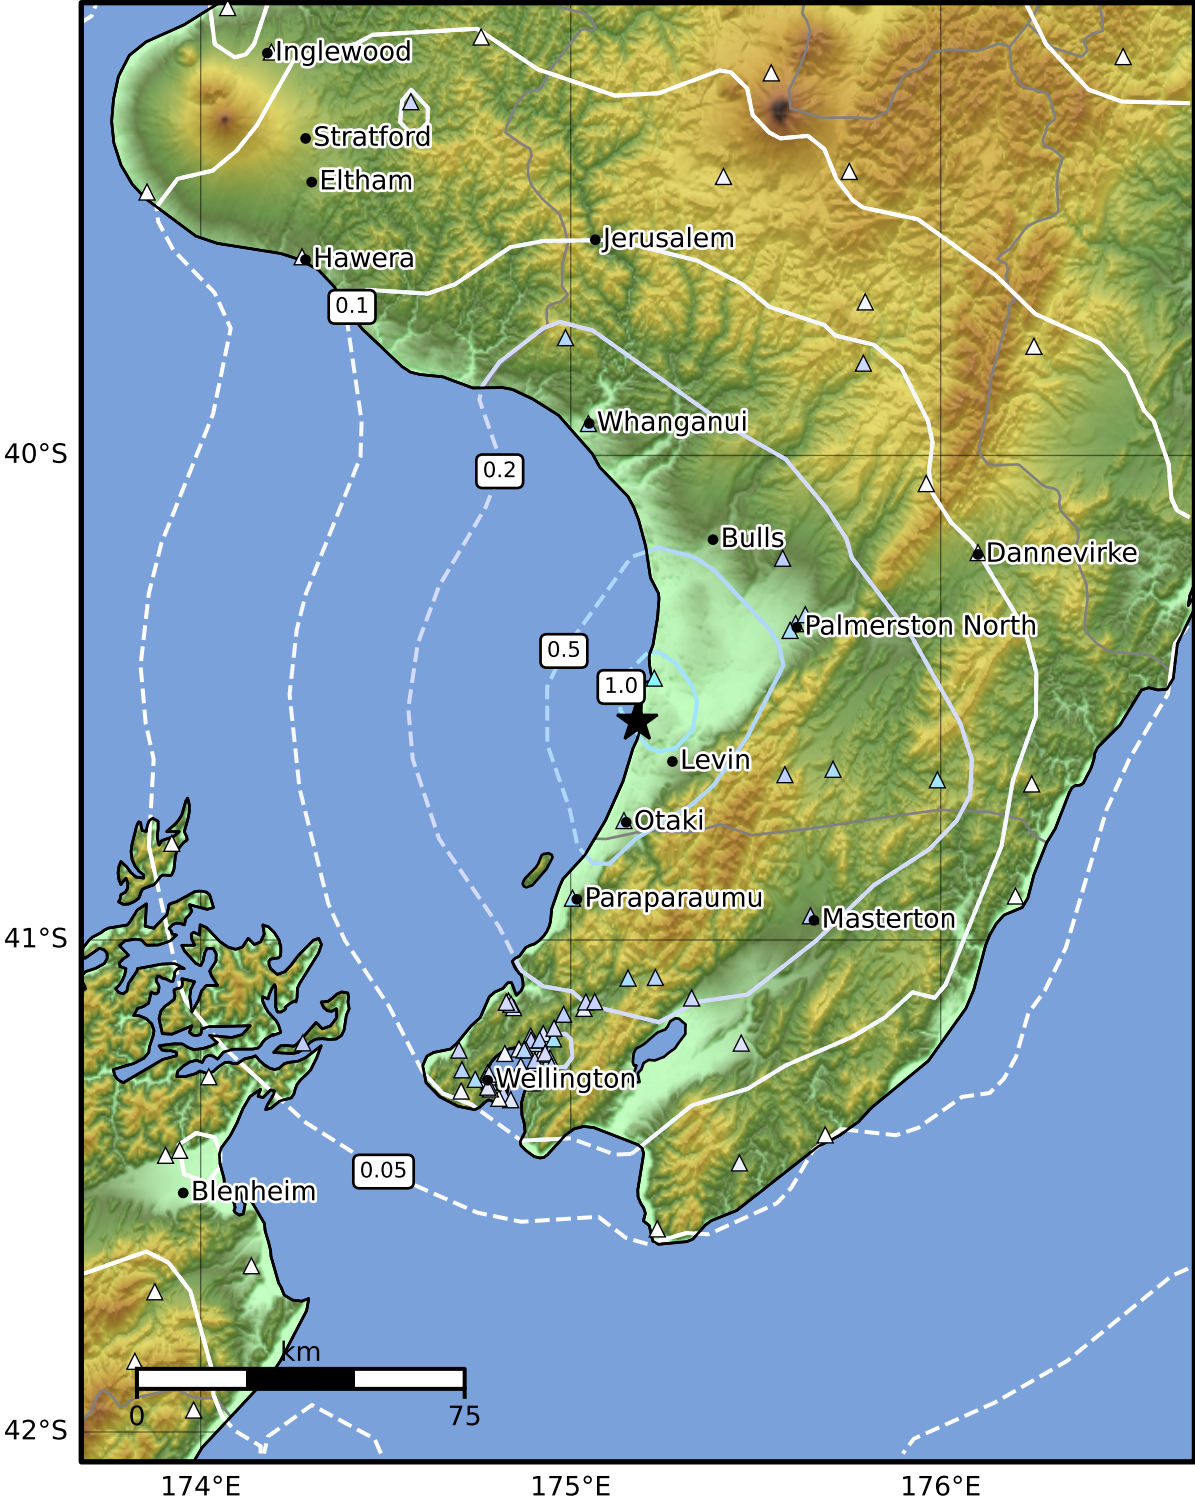 Inglewood
Stratford
Eltham
Jerusalem
Hawera
0.1
Whanganui
40°S
0.2
Bulls
Dannevirke
Palmerston North
0.5
1.0
Levin
Otaki
Paraparaumu
Masterton
41°S
Wellington
0.05
Blenheim
km
0 75
42°S
174°E 175°E 176°E